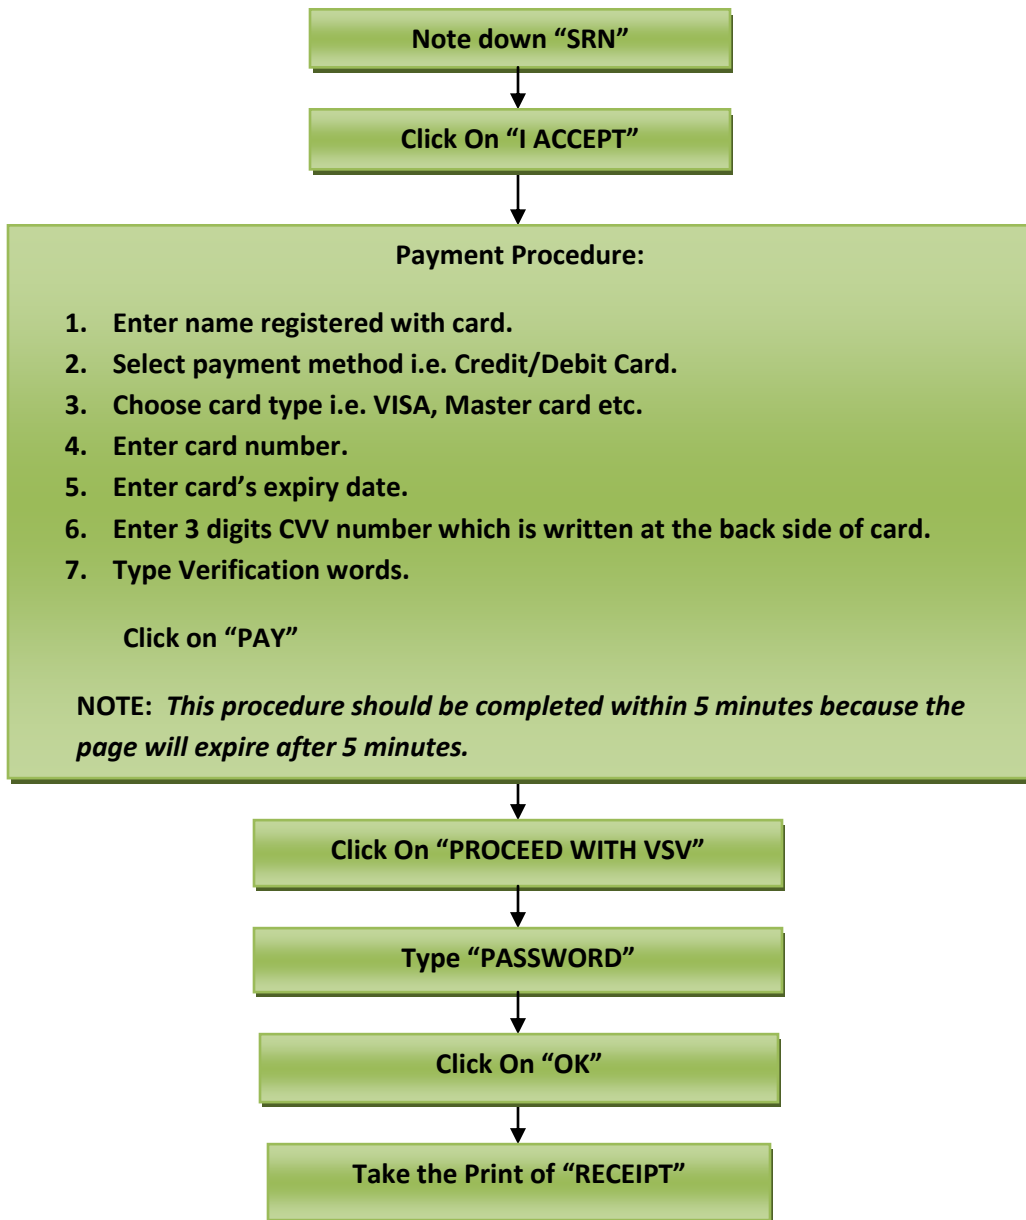 Note down “SRN”
Click On “I ACCEPT”
Payment Procedure:
1. Enter name registered with card.
2. Select payment method i.e. Credit/Debit Card.
3. Choose card type i.e. VISA, Master card etc.
4. Enter card number.
5. Enter card’s expiry date.
6. Enter 3 digits CVV number which is written at the back side of card.
7. Type Verification words.
Click on “PAY”
NOTE: This procedure should be completed within 5 minutes because the
page will expire after 5 minutes.
Click On “PROCEED WITH VSV”
Type “PASSWORD”
Click On “OK”
Take the Print of “RECEIPT”